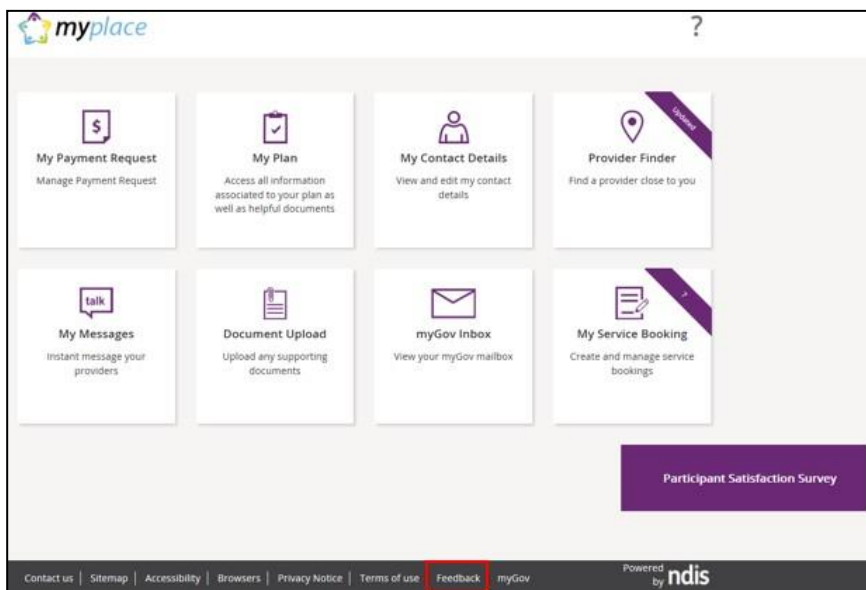 myplace
?
$
My Payment Request
Manage Payment Request
My Plan
Access all information
associated to your plan as
well as helpful documents
My Contact Details
View and edit my contact
details
Updated
Provider Finder
Find a provider close to you
talk
My Messages
Instant message your
providers
Document Upload
Upload any supporting
documents
myGov Inbox
View your myGov mailbox
7
My Service Booking
Create and manage service
bookings
Participant Satisfaction Survey
Contact us | Sitemap | Accessibility | Browsers | Privacy Notice | Terms of use | Feedback myGov
Powered
by ndis